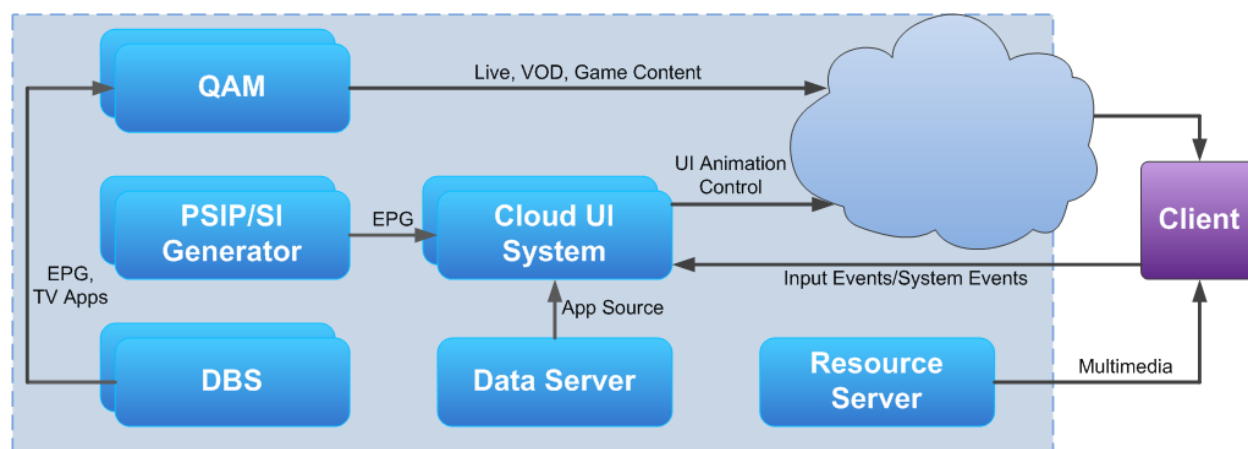 QAM
Live, VOD, Game Content
UI Animation
Control
PSIP/SI
Generator
EPG
Cloud UI
System
Client
EPG,
TV Apps
Input Events/System Events
App Source
DBS
Data Server
Resource
Server
Multimedia